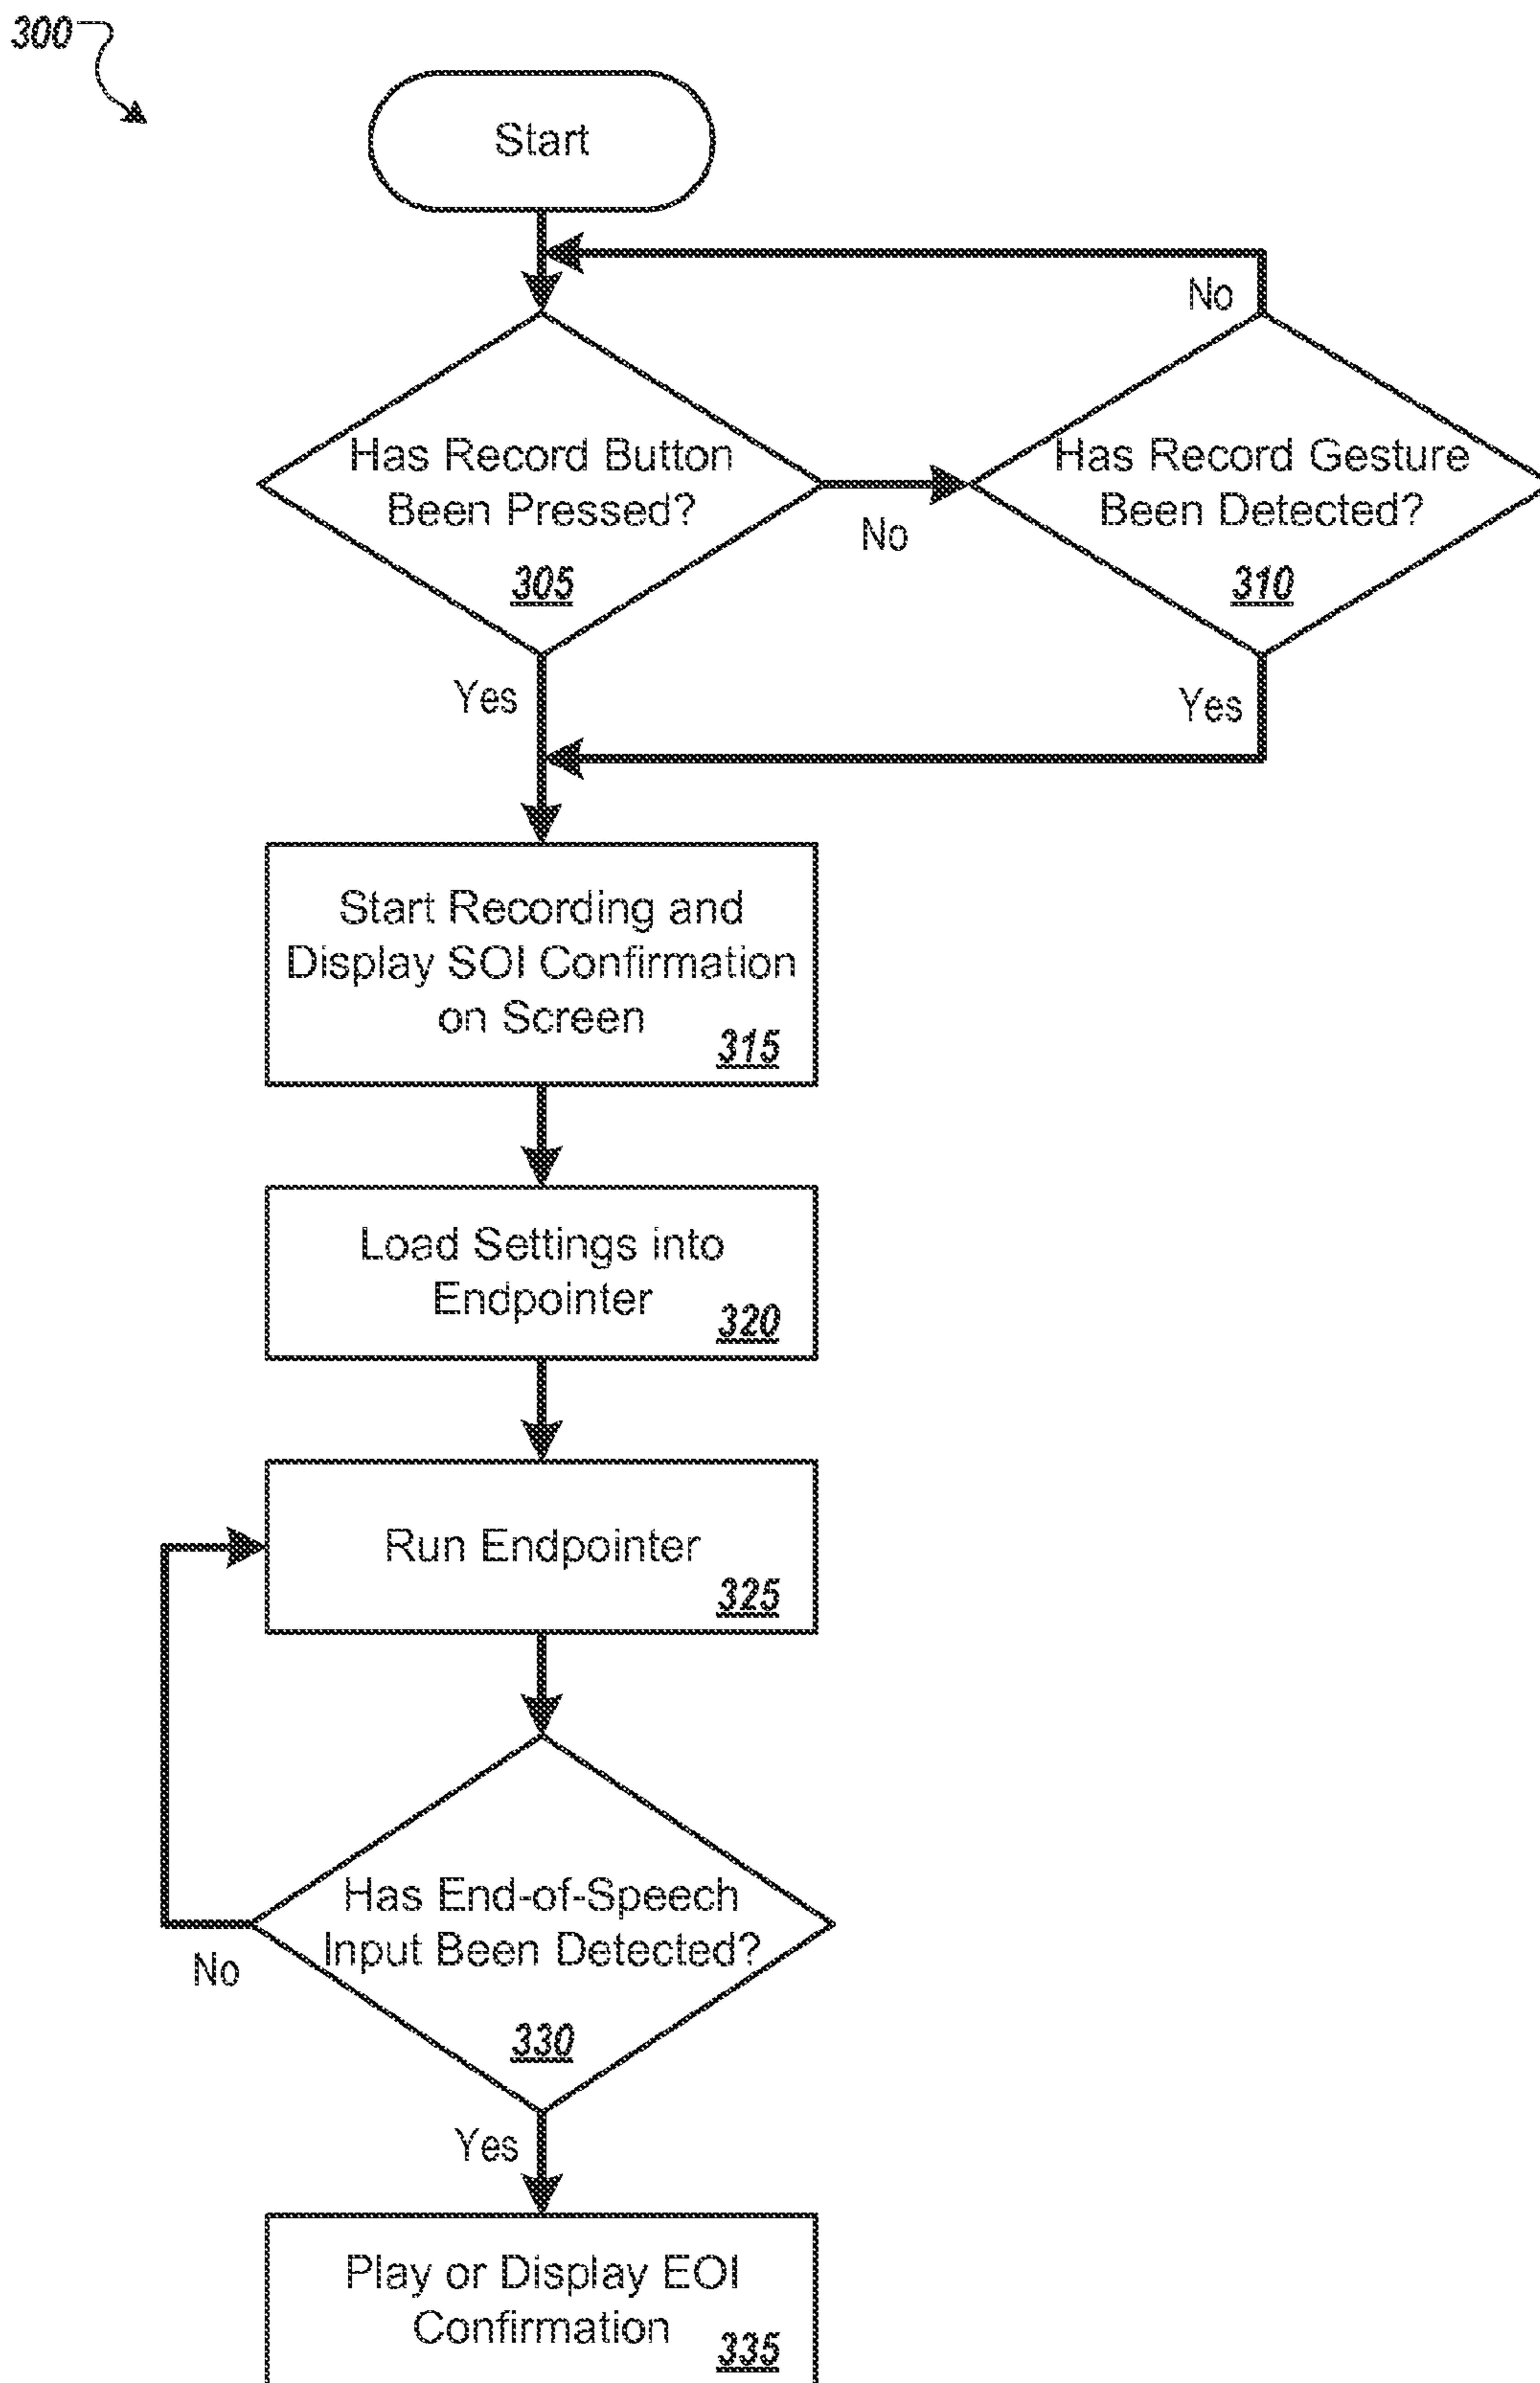 300
Start
No
Has Record Button
Been Pressed?
305
No
Has Record Gesture
Been Detected?
310
Yes
Yes
Start Recording and
Display SOI Confirmation
on Screen
315
Load Settings into
Endpointer
320
Run Endpointer
325
Has End-of-Speech
Input Been Detected?
330
No
Yes
Play or Display EOI
Confirmation
335